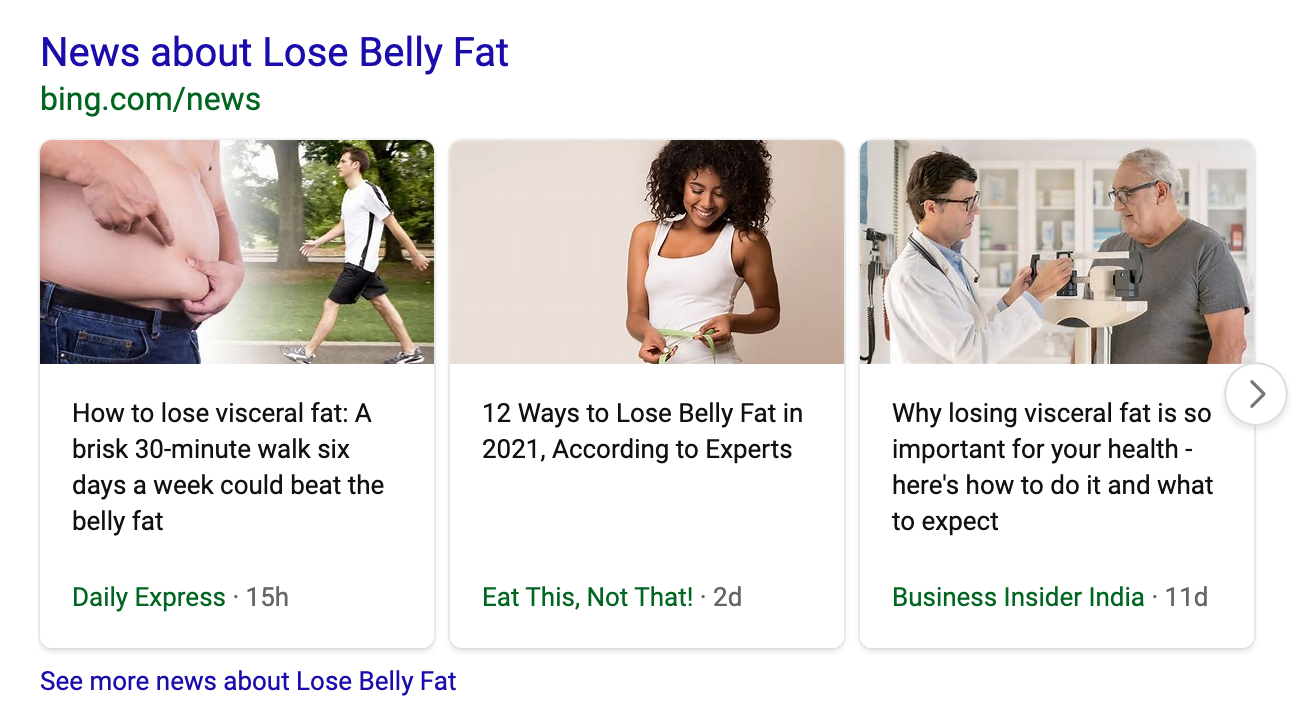 News about Lose Belly Fat
bing.com/news
How to lose visceral fat: A
brisk 30-minute walk six
days a week could beat the
belly fat
Daily Express · 15h
12 Ways to Lose Belly Fat in
2021, According to Experts
Eat This, Not That! · 2d
Why losing visceral fat is so
important for your health -
here's how to do it and what
to expect
Business Insider India · 11d
See more news about Lose Belly Fat